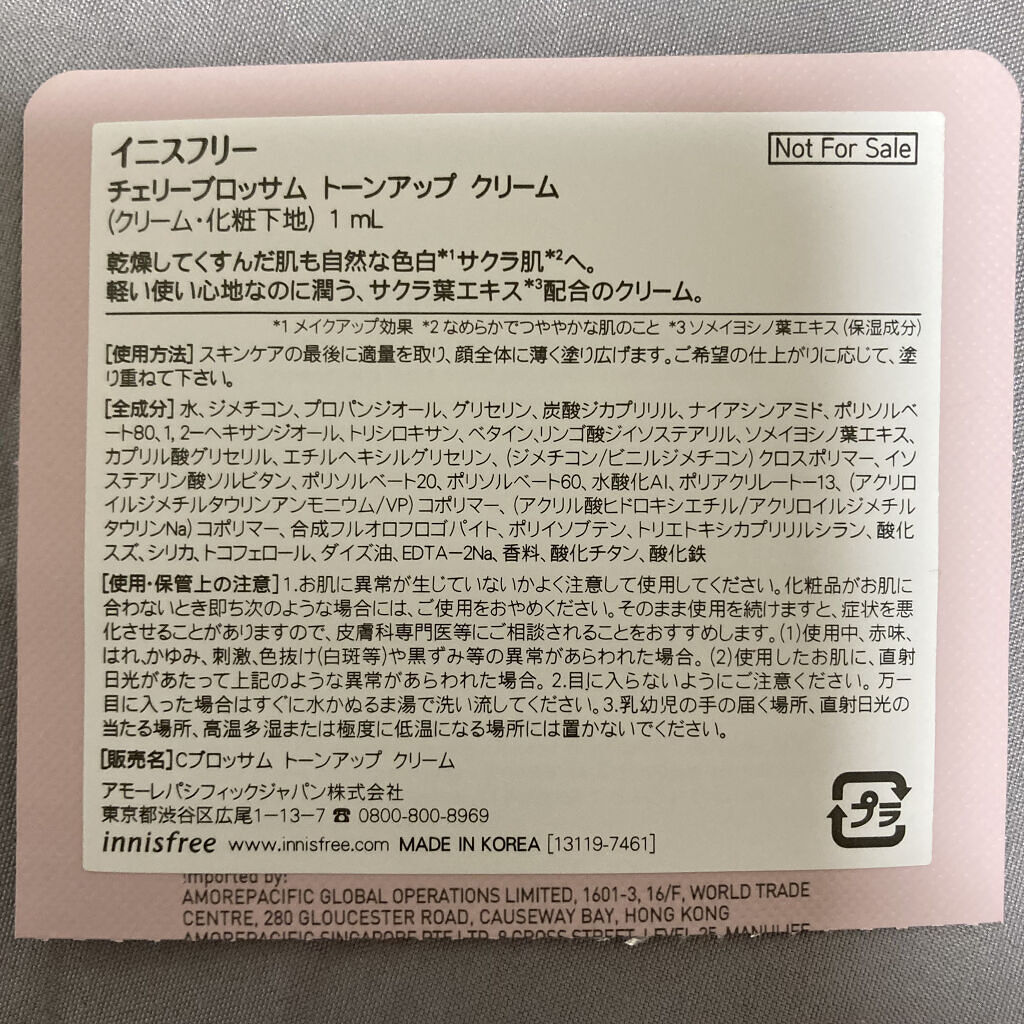 イニスフリー
Not For Sale
チェリーブロッサム トーンアップ クリーム
(クリーム・化粧下地) 1 mL
乾燥してくすんだ肌も自然な色白*1サクラ肌*2へ。
軽い使い心地なのに潤う、サクラ葉エキス*3配合のクリーム。
*1 メイクアップ効果 *2 なめらかでつややかな肌のこと *3 ソメイヨシノ葉エキス (保湿成分)
[使用方法] スキンケアの最後に適量を取り、顔全体に薄く塗り広げます。ご希望の仕上がりに応じて、塗
り重ねて下さい。
[全成分] 水、ジメチコン、プロパンジオール、グリセリン、炭酸ジカプリリル、ナイアシンアミド、ポリソルベ
ート80、1, 2ーヘキサンジオール、トリシロキサン、ベタイン、リンゴ酸ジイソステアリル、ソメイヨシノ葉エキス、
カプリル酸グリセリル、エチルヘキシルグリセリン、(ジメチコン/ビニルジメチコン) クロスポリマー、イソ
ステアリン酸ソルビタン、ポリソルベート20、ポリソルベート60、水酸化Al、ポリアクリレートー13、(アクリロ
イルジメチルタウリンアンモニウム/VP) コポリマー、(アクリル酸ヒドロキシエチル/アクリロイルジメチル
タウリンNa) コポリマー、合成フルオロフロゴパイト、ポリイソブテン、トリエトキシカプリリルシラン、酸化
スズ、シリカ、トコフェロール、ダイズ油、EDTAー2Na、香料、酸化チタン、酸化鉄
[使用・保管上の注意] 1.お肌に異常が生じていないかよく注意して使用してください。化粧品がお肌に
合わないとき即ち次のような場合には、ご使用をおやめください。そのまま使用を続けますと、症状を悪
化させることがありますので、皮膚科専門医等にご相談されることをおすすめします。(1)使用中、赤味、
はれ、かゆみ、刺激、色抜け(白斑等)や黒ずみ等の異常があらわれた場合。(2)使用したお肌に、直射
日光があたって上記のような異常があらわれた場合。2.目に入らないようにご注意ください。万一
目に入った場合はすぐに水かぬるま湯で洗い流してください。3.乳幼児の手の届く場所、直射日光の
当たる場所、高温多湿または極度に低温になる場所には置かないでください。
[販売名]Cブロッサム トーンアップ クリーム
アモーレパシフィックジャパン株式会社
東京都渋谷区広尾1ー13ー7 ☎ 0800-800-8969
innisfree www.innisfree.com MADE IN KOREA [13119-7461]
プラ
Imported by:
AMOREPACIFIC GLOBAL OPERATIONS LIMITED, 1601-3, 16/F, WORLD TRADE
CENTRE, 280 GLOUCESTER ROAD, CAUSEWAY BAY, HONG KONG
AMOREPACIFIC SINGAPORE PTE LTD, 8 CROSS STREET, LEVEL 25, MANULIFE